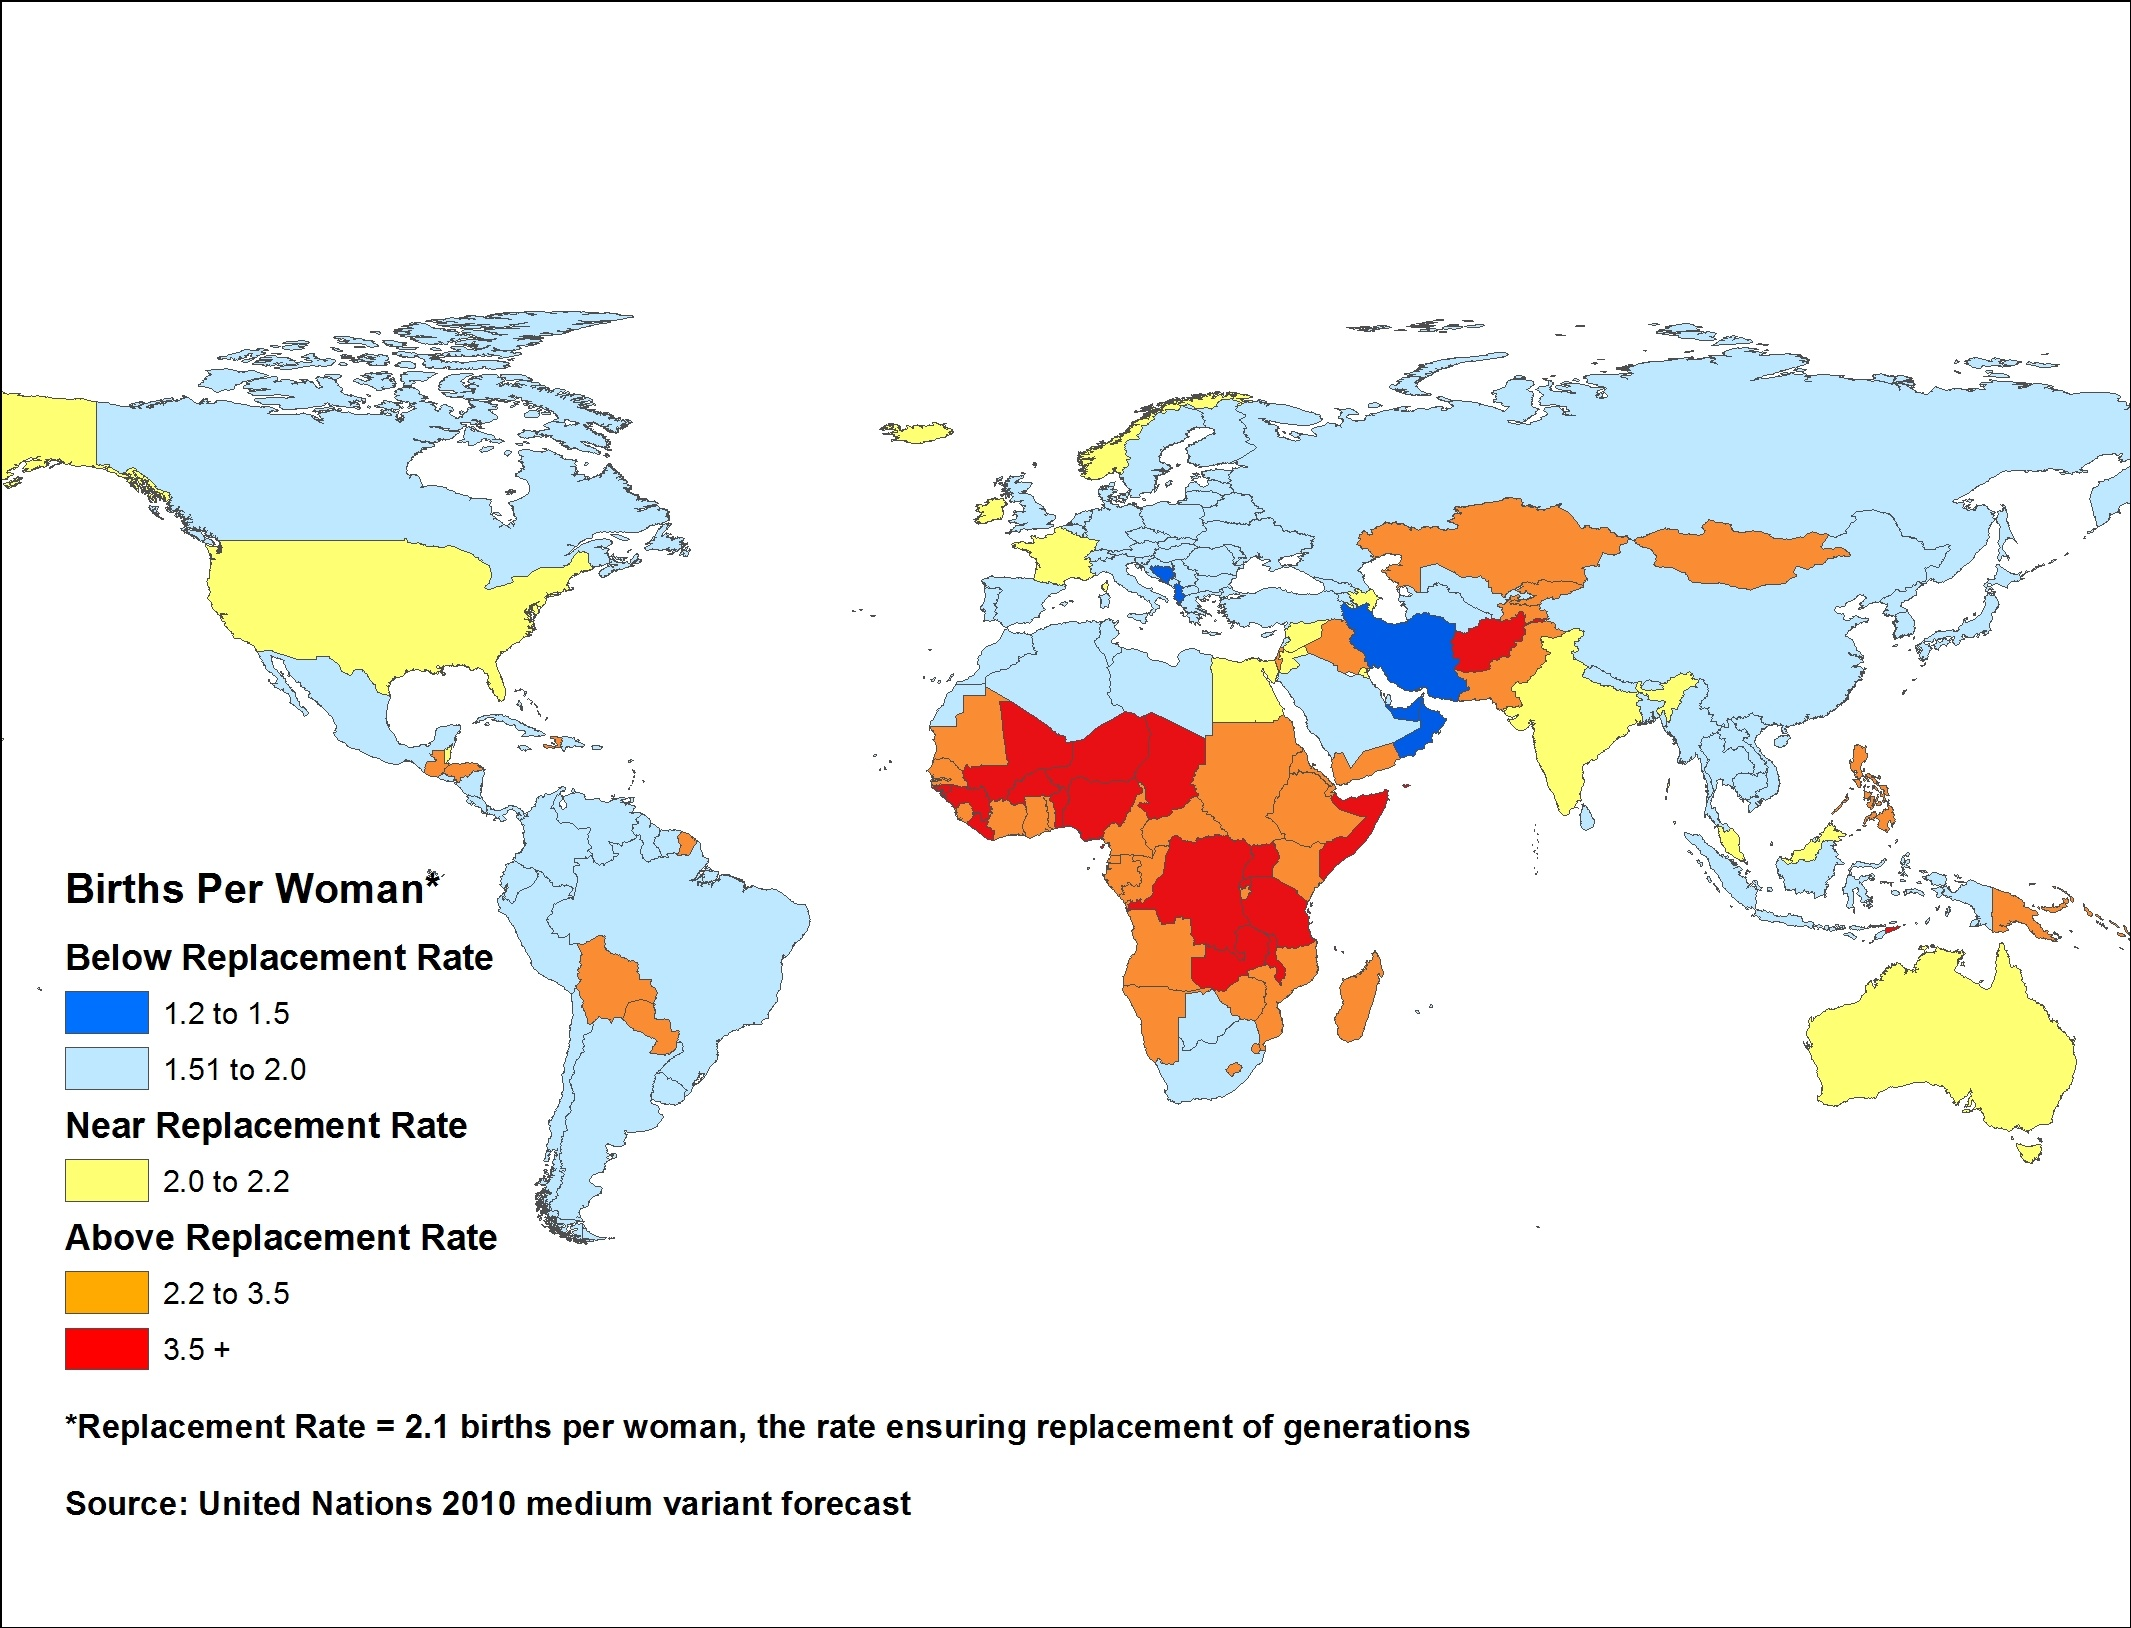 Births Per Woman*
Below Replacement Rate
1.2 to 1.5
1.51 to 2.0
Near Replacement Rate
2.0 to 2.2
Above Replacement Rate
2.2 to 3.5
3.5 +
*Replacement Rate = 2.1 births per woman, the rate ensuring replacement of generations
Source: United Nations 2010 medium variant forecast